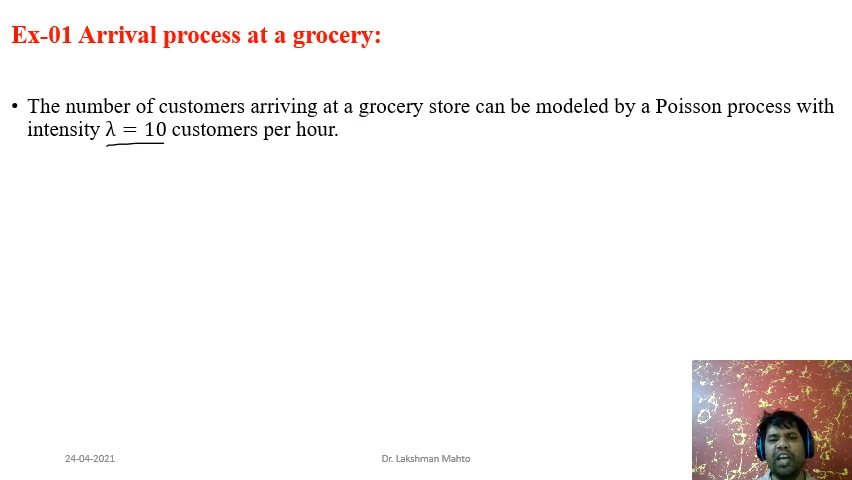 Ex-01 Arrival process at a grocery:
• The number of customers arriving at a grocery store can be modeled by a Poisson process with
intensity λ = 10 customers per hour.
24-04-2021
Dr. Lakshman Mahto